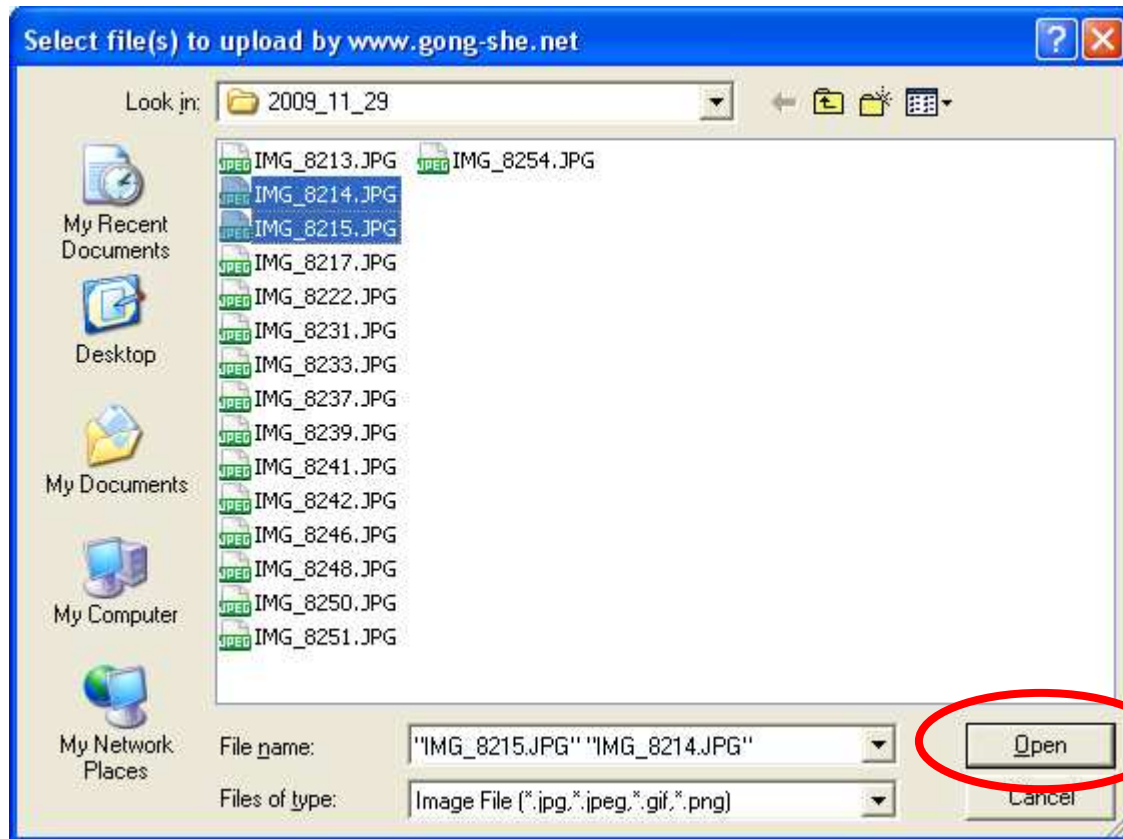 Select file(s) to upload by www.gong-she.net
Look in: 2009_11_29
My Recent
Documents
Desktop
My Documents
My Computer
My Network
Places
IMG_8213.JPG IMG_8254.JPG
IMG_8214.JPG
IMG_8215.JPG
IMG_8217.JPG
IMG_8222.JPG
IMG_8231.JPG
IMG_8233.JPG
IMG_8237.JPG
IMG_8239.JPG
IMG_8241.JPG
IMG_8242.JPG
IMG_8246.JPG
IMG_8248.JPG
IMG_8250.JPG
IMG_8251.JPG
File name: "IMG_8215.JPG" "IMG_8214.JPG" Open
Files of type: Image File (*.jpg,*.jpeg,*.gif,*.png) Cancel